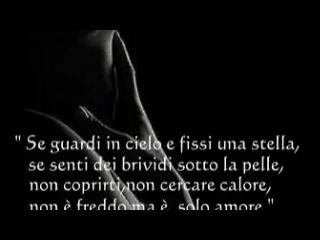 " Se guardi in cielo e fissi una stella,
se senti dei brividi sotto la pelle,
non coprirti,non cercare calore,
non è freddo ma è solo amore "